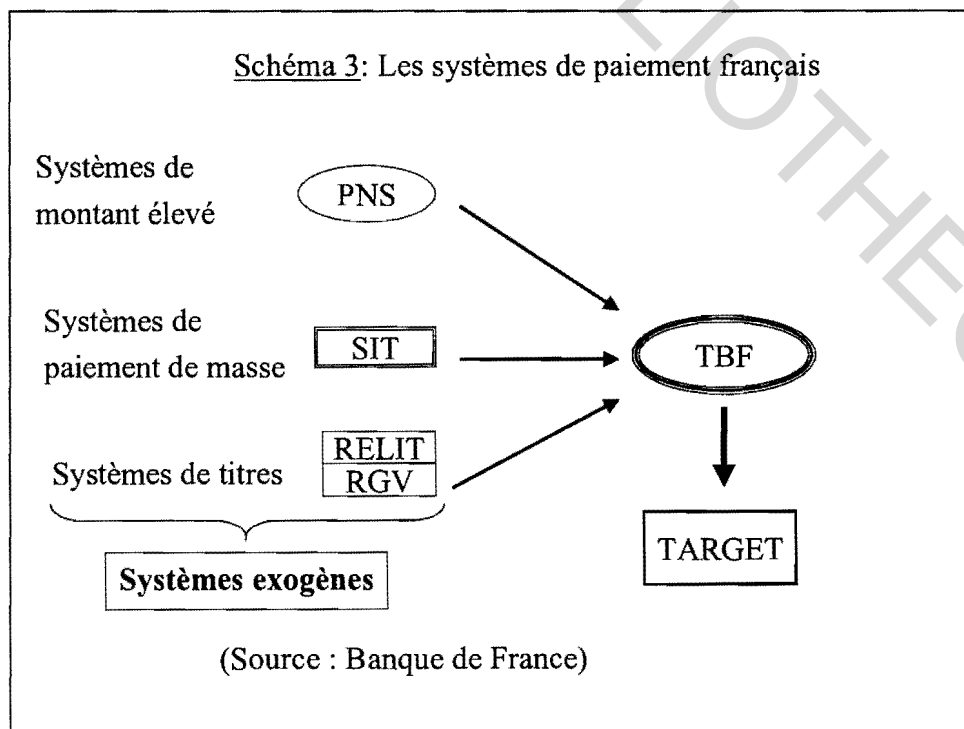 Schéma 3: Les systèmes de paiement français
Systèmes de
montant élevé
PNS
Systèmes de
paiement de masse
SIT
TBF
Systèmes de titres
RELIT
RGV
TARGET
Systèmes exogènes
(Source : Banque de France)
LIOTHE